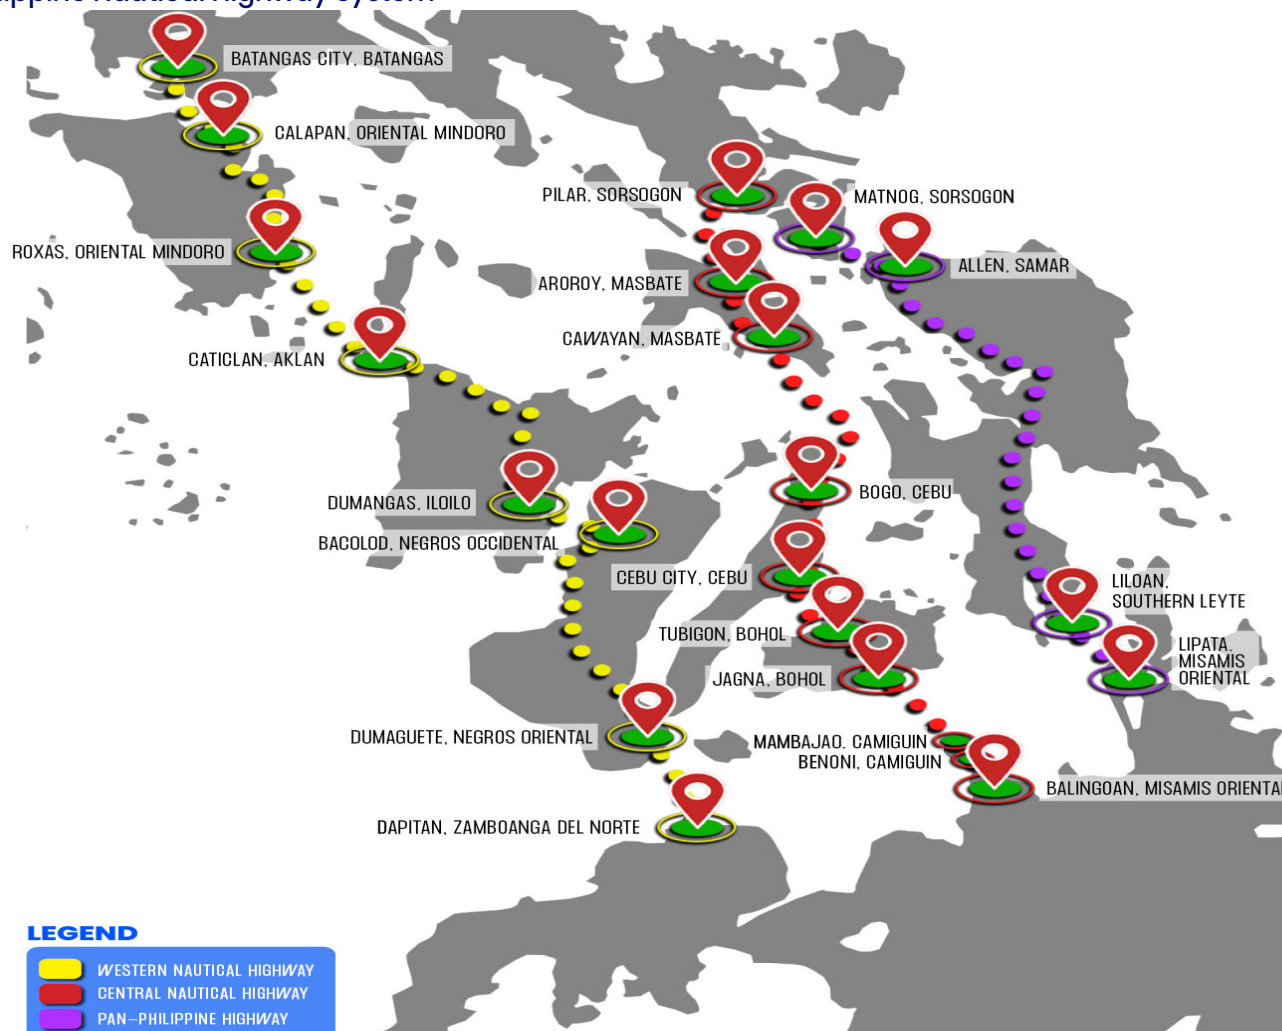 Nautical Highway System
BATANGAS CITY, BATANGAS
CALAPAN, ORIENTAL MINDORO
PILAR, SORSOGON
MATNOG, SORSOGON
ROXAS, ORIENTAL MINDORO
ALLEN, SAMAR
AROROY, MASBATE
CAWAYAN, MASBATE
CATICLAN, AKLAN
BOGO, CEBU
DUMANGAS, ILOILO
BACOLOD, NEGROS OCCIDENTAL
CEBU CITY, CEBU
LILOAN,
SOUTHERN LEYTE
TUBIGON, BOHOL
LIPATA,
MISAMIS
ORIENTAL
JAGNA, BOHOL
DUMAGUETE, NEGROS ORIENTAL
MAMBAJAO, CAMIGUIN
BENONI, CAMIGUIN
BALINGOAN, MISAMIS ORIENTAL
DAPITAN, ZAMBOANGA DEL NORTE
LEGEND
WESTERN NAUTICAL HIGHWAY
CENTRAL NAUTICAL HIGHWAY
PAN-PHILIPPINE HIGHWAY